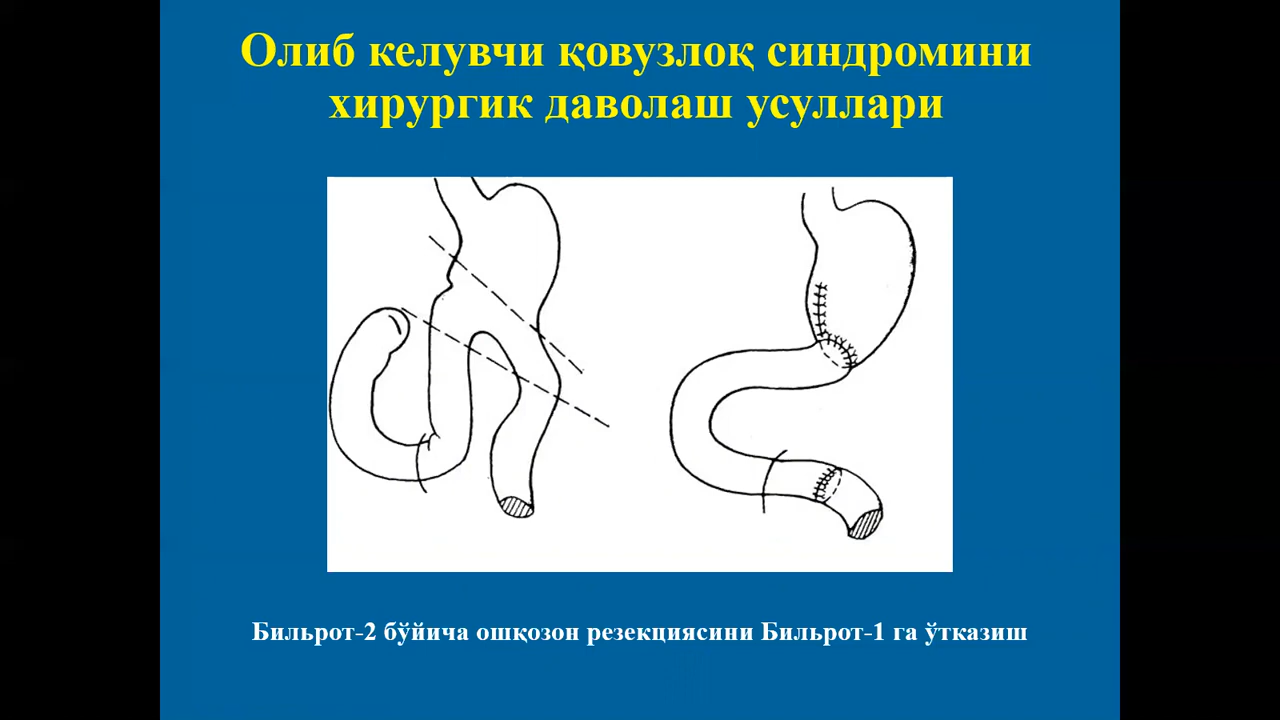 Олиб келувчи қовузлоқ синдромини
хирургик даволаш усуллари
Бильрот-2 бўйича ошқозон резекциясини Бильрот-1 га ўтказиш